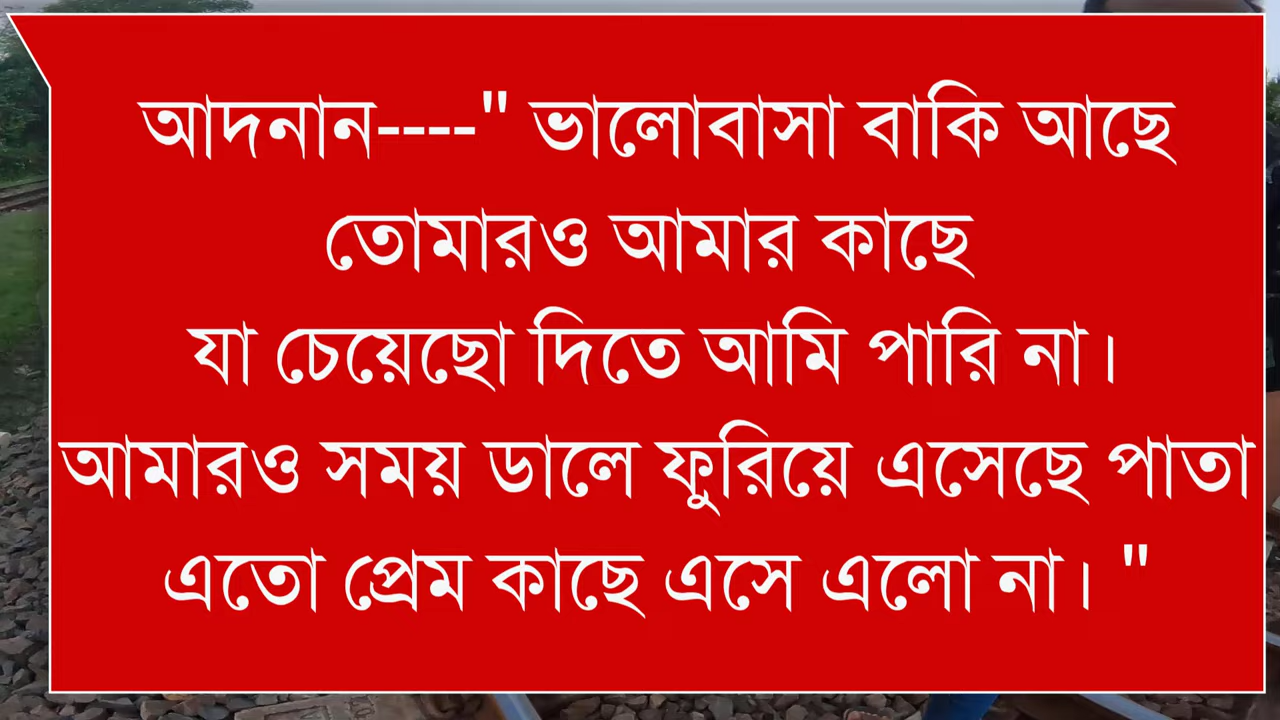 আদনান----" ভালোবাসা বাকি আছে
তোমারও আমার কাছে
যা চেয়েছো দিতে আমি পারি না।
আমারও সময় ডালে ফুরিয়ে এসেছে পাতা
এতো প্রেম কাছে এসে এলো না। "